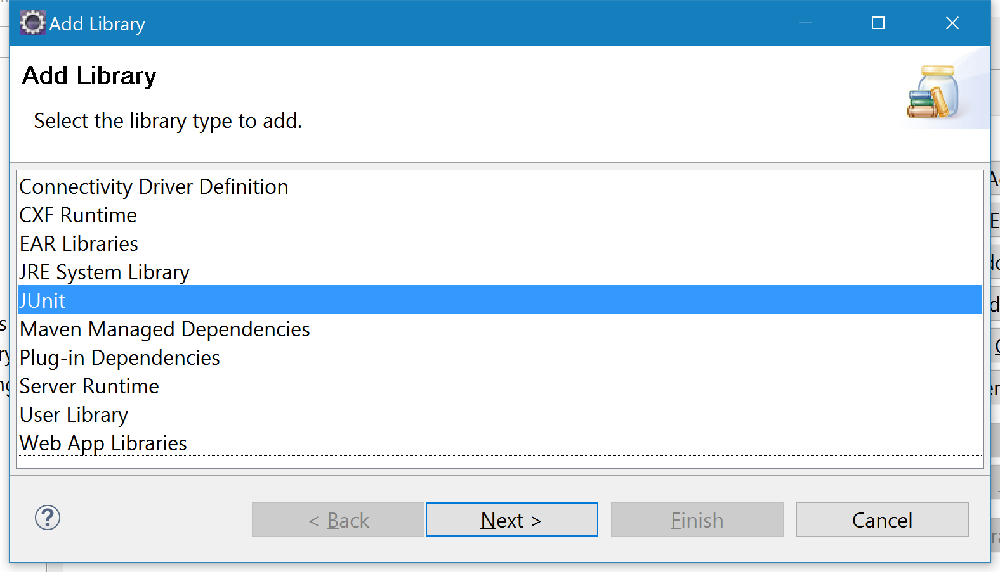 Add Library
Add Library
Select the library type to add.
Connectivity Driver Definition
CXF Runtime
EAR Libraries
JRE System Library
JUnit
Maven Managed Dependencies
Plug-in Dependencies
Server Runtime
User Library
Web App Libraries
?
< Back
Next >
Finish
Cancel